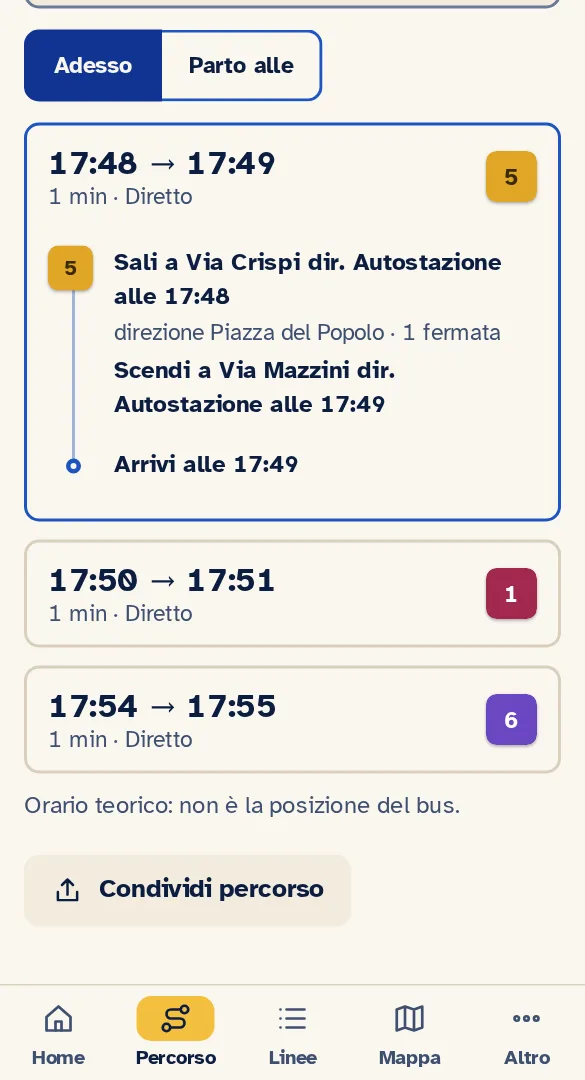 Adesso
Parto alle
17:48 → 17:49
1 min · Diretto
5
5
Sali a Via Crispi dir. Autostazione
alle 17:48
direzione Piazza del Popolo · 1 fermata
Scendi a Via Mazzini dir.
Autostazione alle 17:49
Arrivi alle 17:49
17:50 → 17:51
1 min · Diretto
1
17:54 → 17:55
1 min · Diretto
6
Orario teorico: non è la posizione del bus.
Condividi percorso
Home
Percorso
Linee
Mappa
Altro